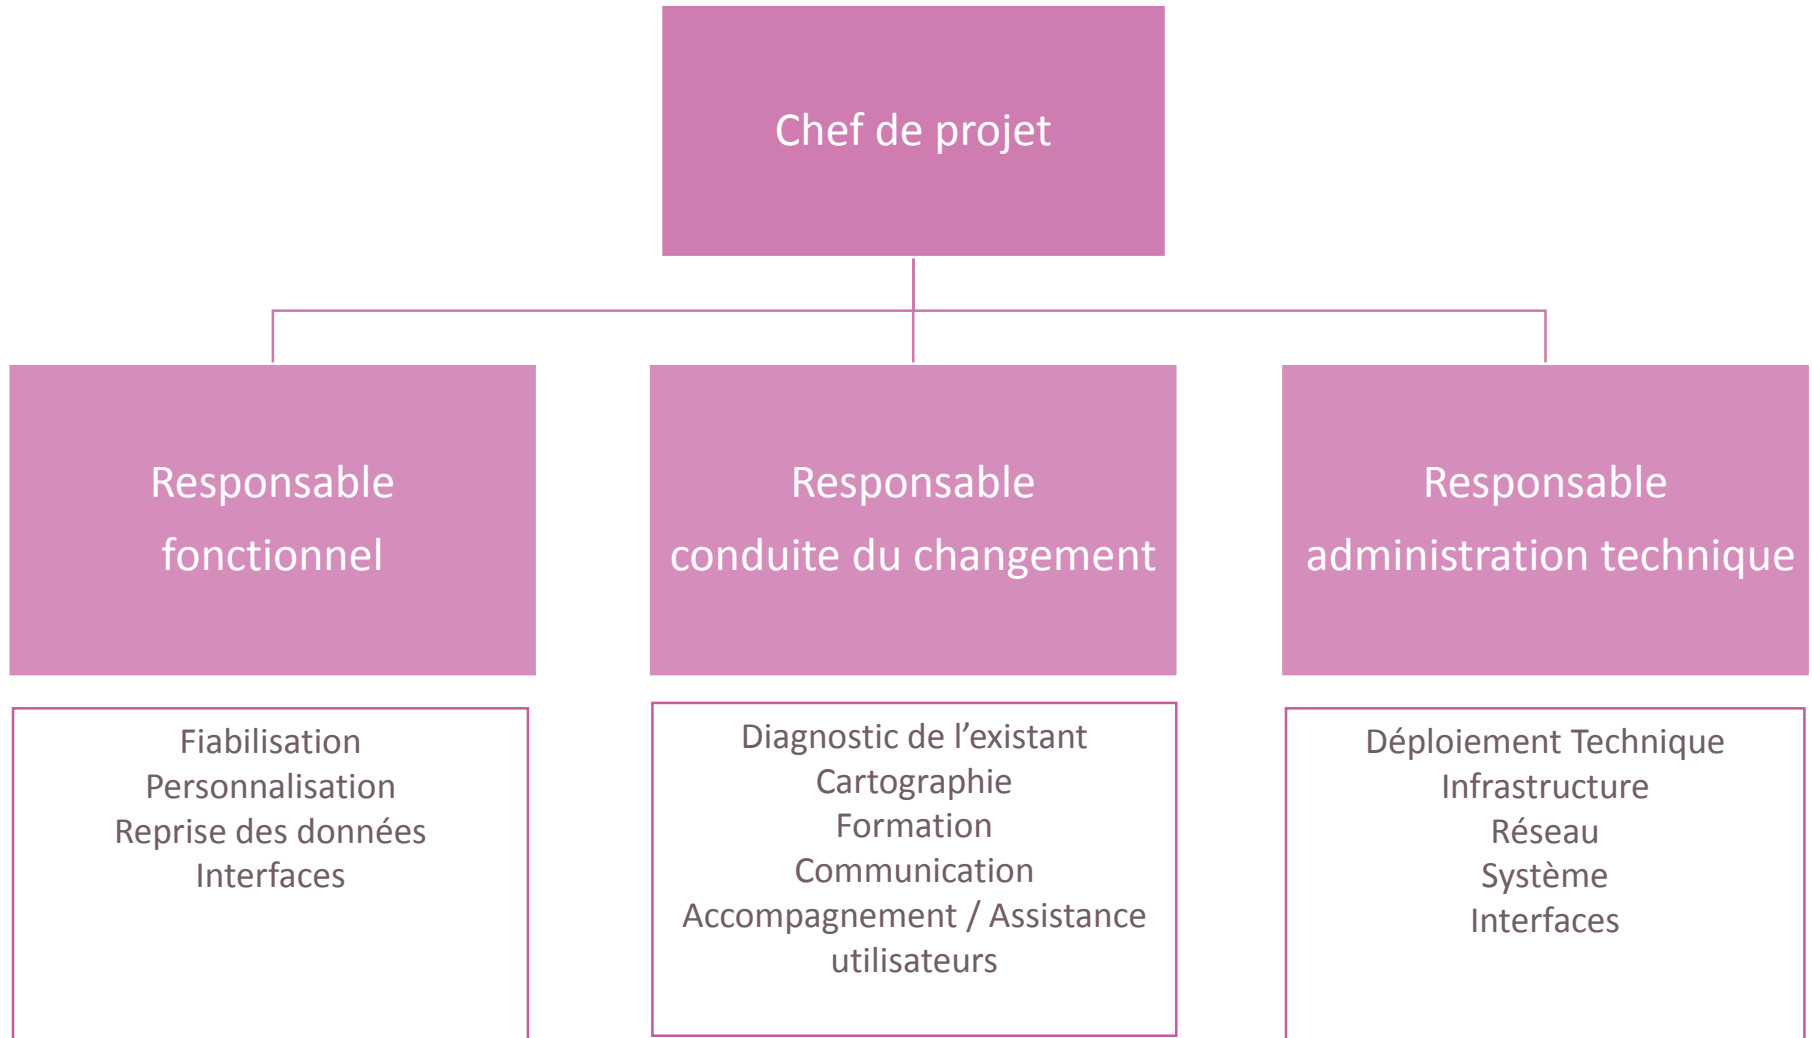 Chef de projet
Responsable
fonctionnel
Responsable
conduite du changement
Responsable
administration technique
Fiabilisation
Personnalisation
Reprise des données
Interfaces
Diagnostic de l’existant
Cartographie
Formation
Communication
Accompagnement / Assistance
utilisateurs
Déploiement Technique
Infrastructure
Réseau
Système
Interfaces